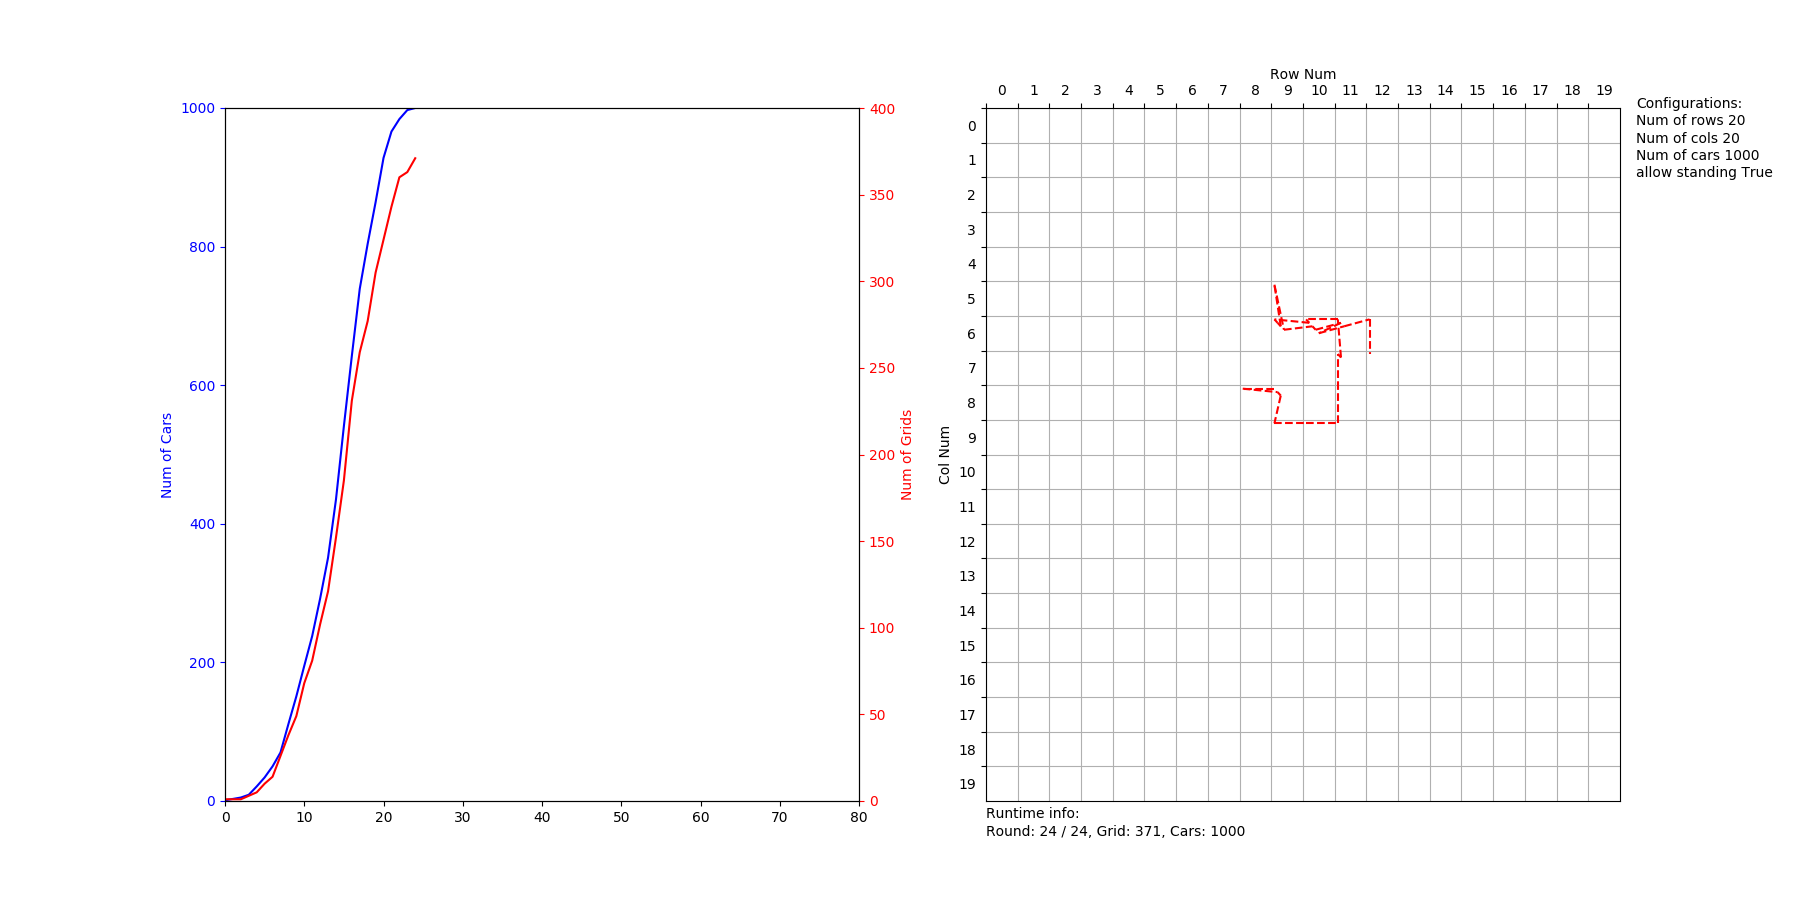 1000
800
600
400
200
0
Num of Cars
0 10 20 30 40 50 60 70 80
400
350
300
250
200
150
100
50
0
Num of Grids
Row Num
0 1 2 3 4 5 6 7 8 9 10 11 12 13 14 15 16 17 18 19
Col Num
0
1
2
3
4
5
6
7
8
9
10
11
12
13
14
15
16
17
18
19
Configurations:
Num of rows 20
Num of cols 20
Num of cars 1000
allow standing True
Runtime info:
Round: 24 / 24, Grid: 371, Cars: 1000